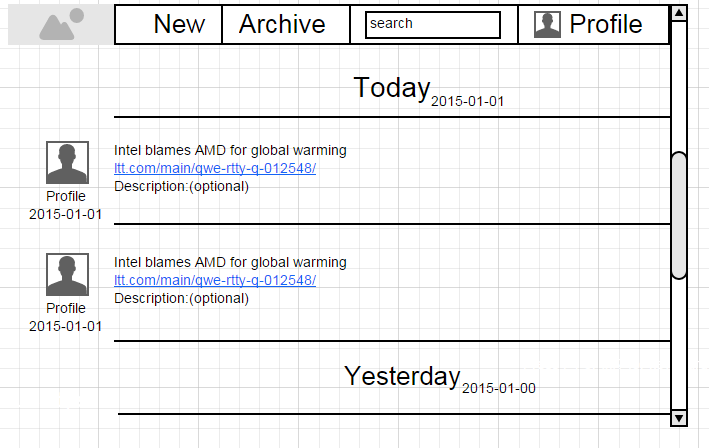 New Archive search Profile
Today 2015-01-01
Intel blames AMD for global warming
ltt.com/main/qwe-rtty-q-012548/
Description:(optional)
Profile
2015-01-01
Intel blames AMD for global warming
ltt.com/main/qwe-rtty-q-012548/
Description:(optional)
Profile
2015-01-01
Yesterday 2015-01-00